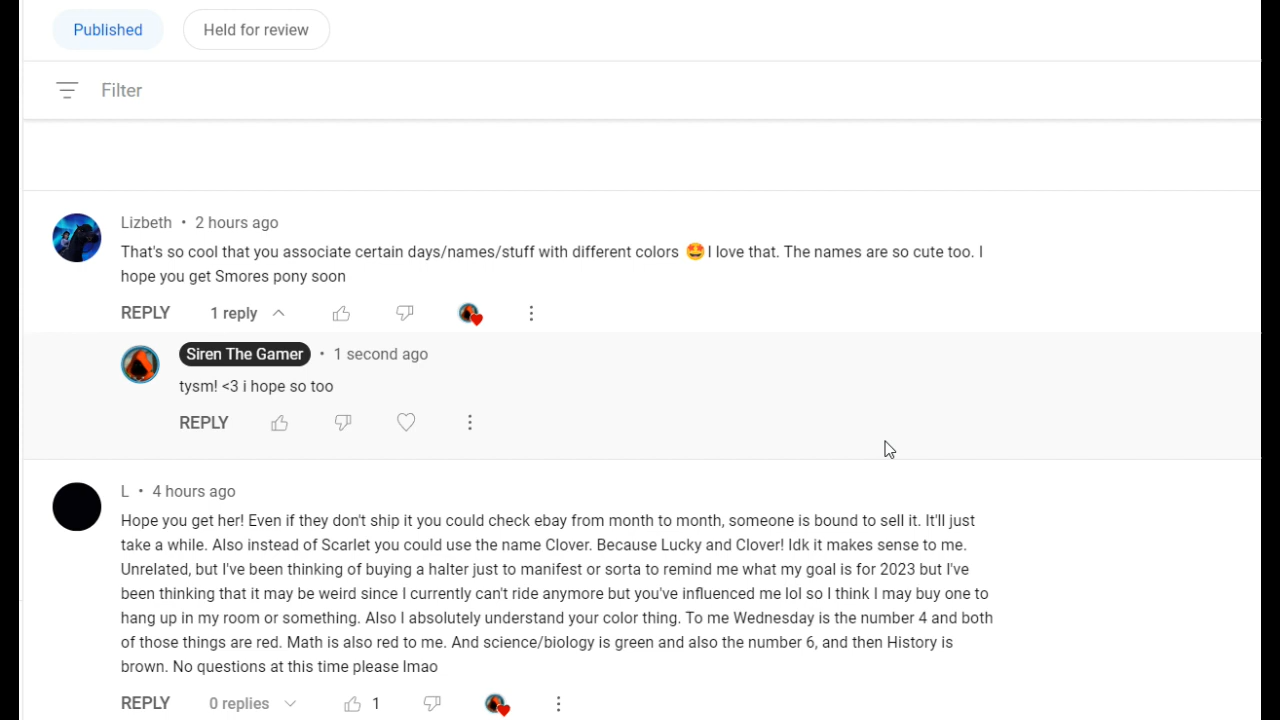 Published
Held for review
Filter
Lizbeth • 2 hours ago
That's so cool that you associate certain days/names/stuff with different colors 🤩 I love that. The names are so cute too. I
hope you get Smores pony soon
REPLY 1 reply
Siren The Gamer • 1 second ago
tysm! <3 i hope so too
REPLY
L • 4 hours ago
Hope you get her! Even if they don't ship it you could check ebay from month to month, someone is bound to sell it. It'll just
take a while. Also instead of Scarlet you could use the name Clover. Because Lucky and Clover! Idk it makes sense to me.
Unrelated, but I've been thinking of buying a halter just to manifest or sorta to remind me what my goal is for 2023 but I've
been thinking that it may be weird since I currently can't ride anymore but you've influenced me lol so I think I may buy one to
hang up in my room or something. Also I absolutely understand your color thing. To me Wednesday is the number 4 and both
of those things are red. Math is also red to me. And science/biology is green and also the number 6, and then History is
brown. No questions at this time please lmao
REPLY 0 replies 1